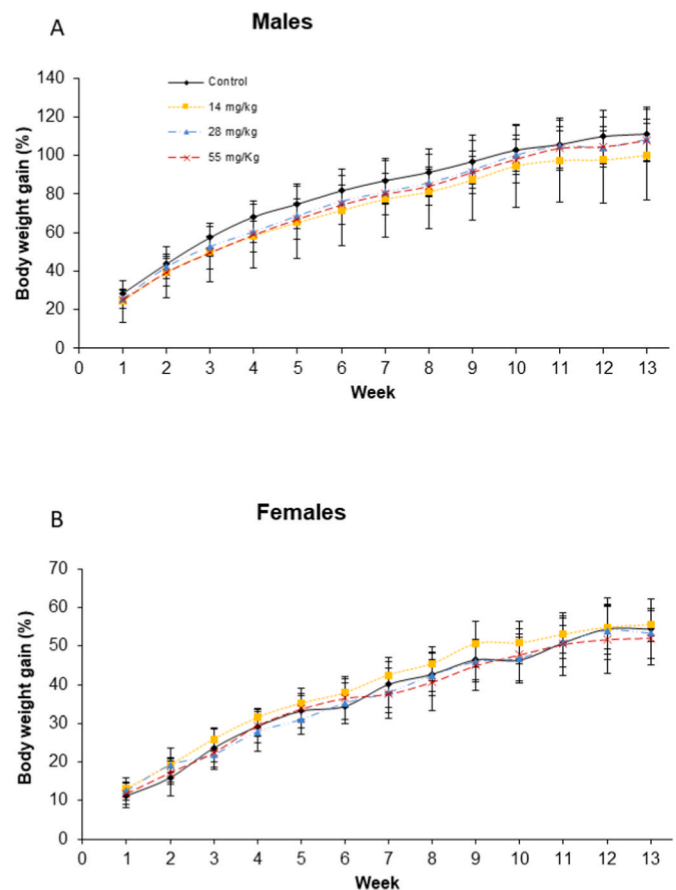 A
Males
Body weight gain (%)
140
120
100
80
60
40
20
0
Control
14 mg/kg
28 mg/kg
55 mg/Kg
0 1 2 3 4 5 6 7 8 9 10 11 12 13
Week
B
Females
Body weight gain (%)
70
60
50
40
30
20
10
0
0 1 2 3 4 5 6 7 8 9 10 11 12 13
Week